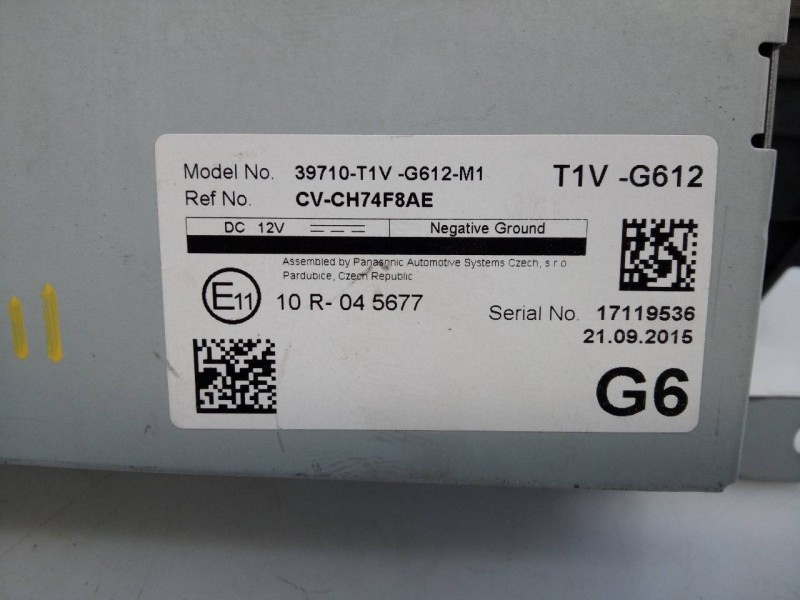 Model No. 39710-T1V -G612-M1 T1V -G612
Ref No. CV-CH74F8AE
DC 12V Negative Ground
Assembled by Panasonic Automotive Systems Czech, s.r.o
Pardubice, Czech Republic
E11 10 R- 04 5677
Serial No. 17119536
21.09.2015
G6